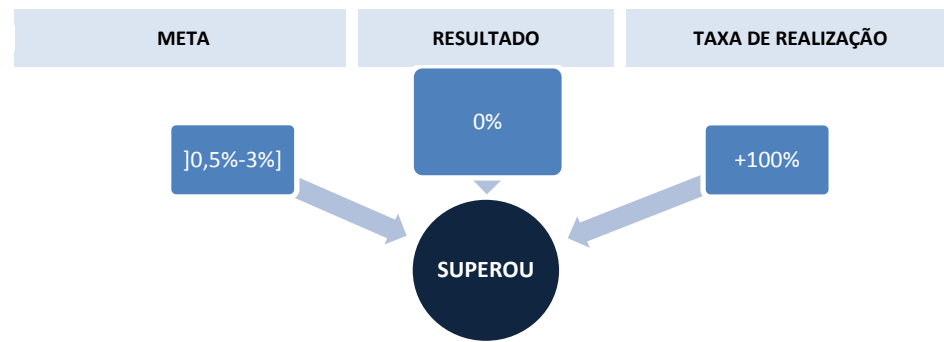 META
RESULTADO
TAXA DE REALIZAÇÃO
0%
]0,5%-3%]
+100%
SUPEROU